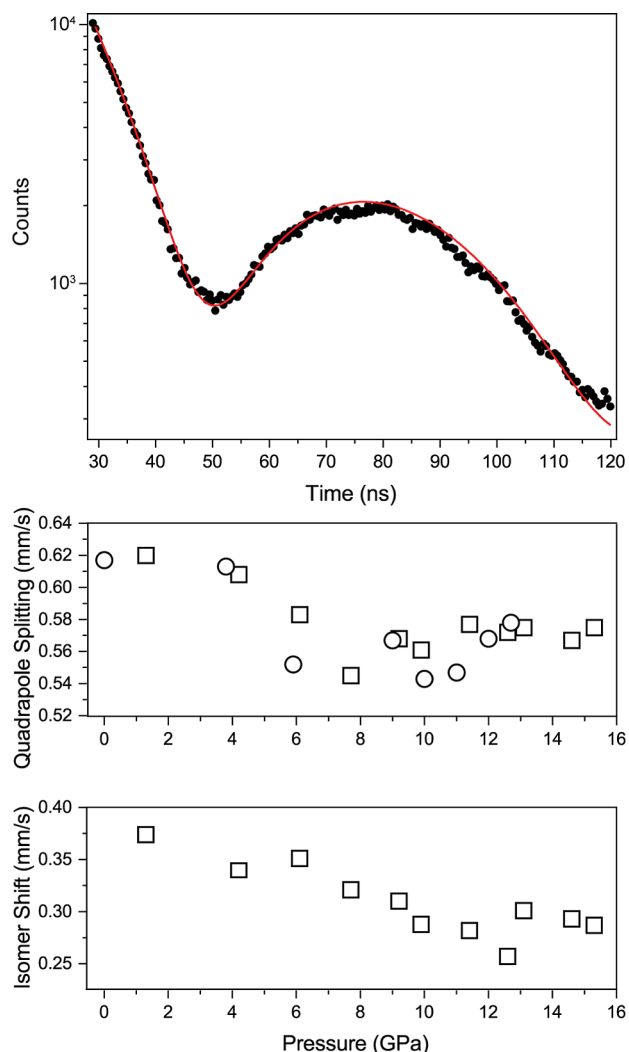 10⁴
Counts
10³
30 40 50 60 70 80 90 100 110 120
Time (ns)
Quadrapole Splitting (mm/s)
0.64
0.62
0.60
0.58
0.56
0.54
0.52
0 2 4 6 8 10 12 14 16
Isomer Shift (mm/s)
0.40
0.35
0.30
0.25
0 2 4 6 8 10 12 14 16
Pressure (GPa)